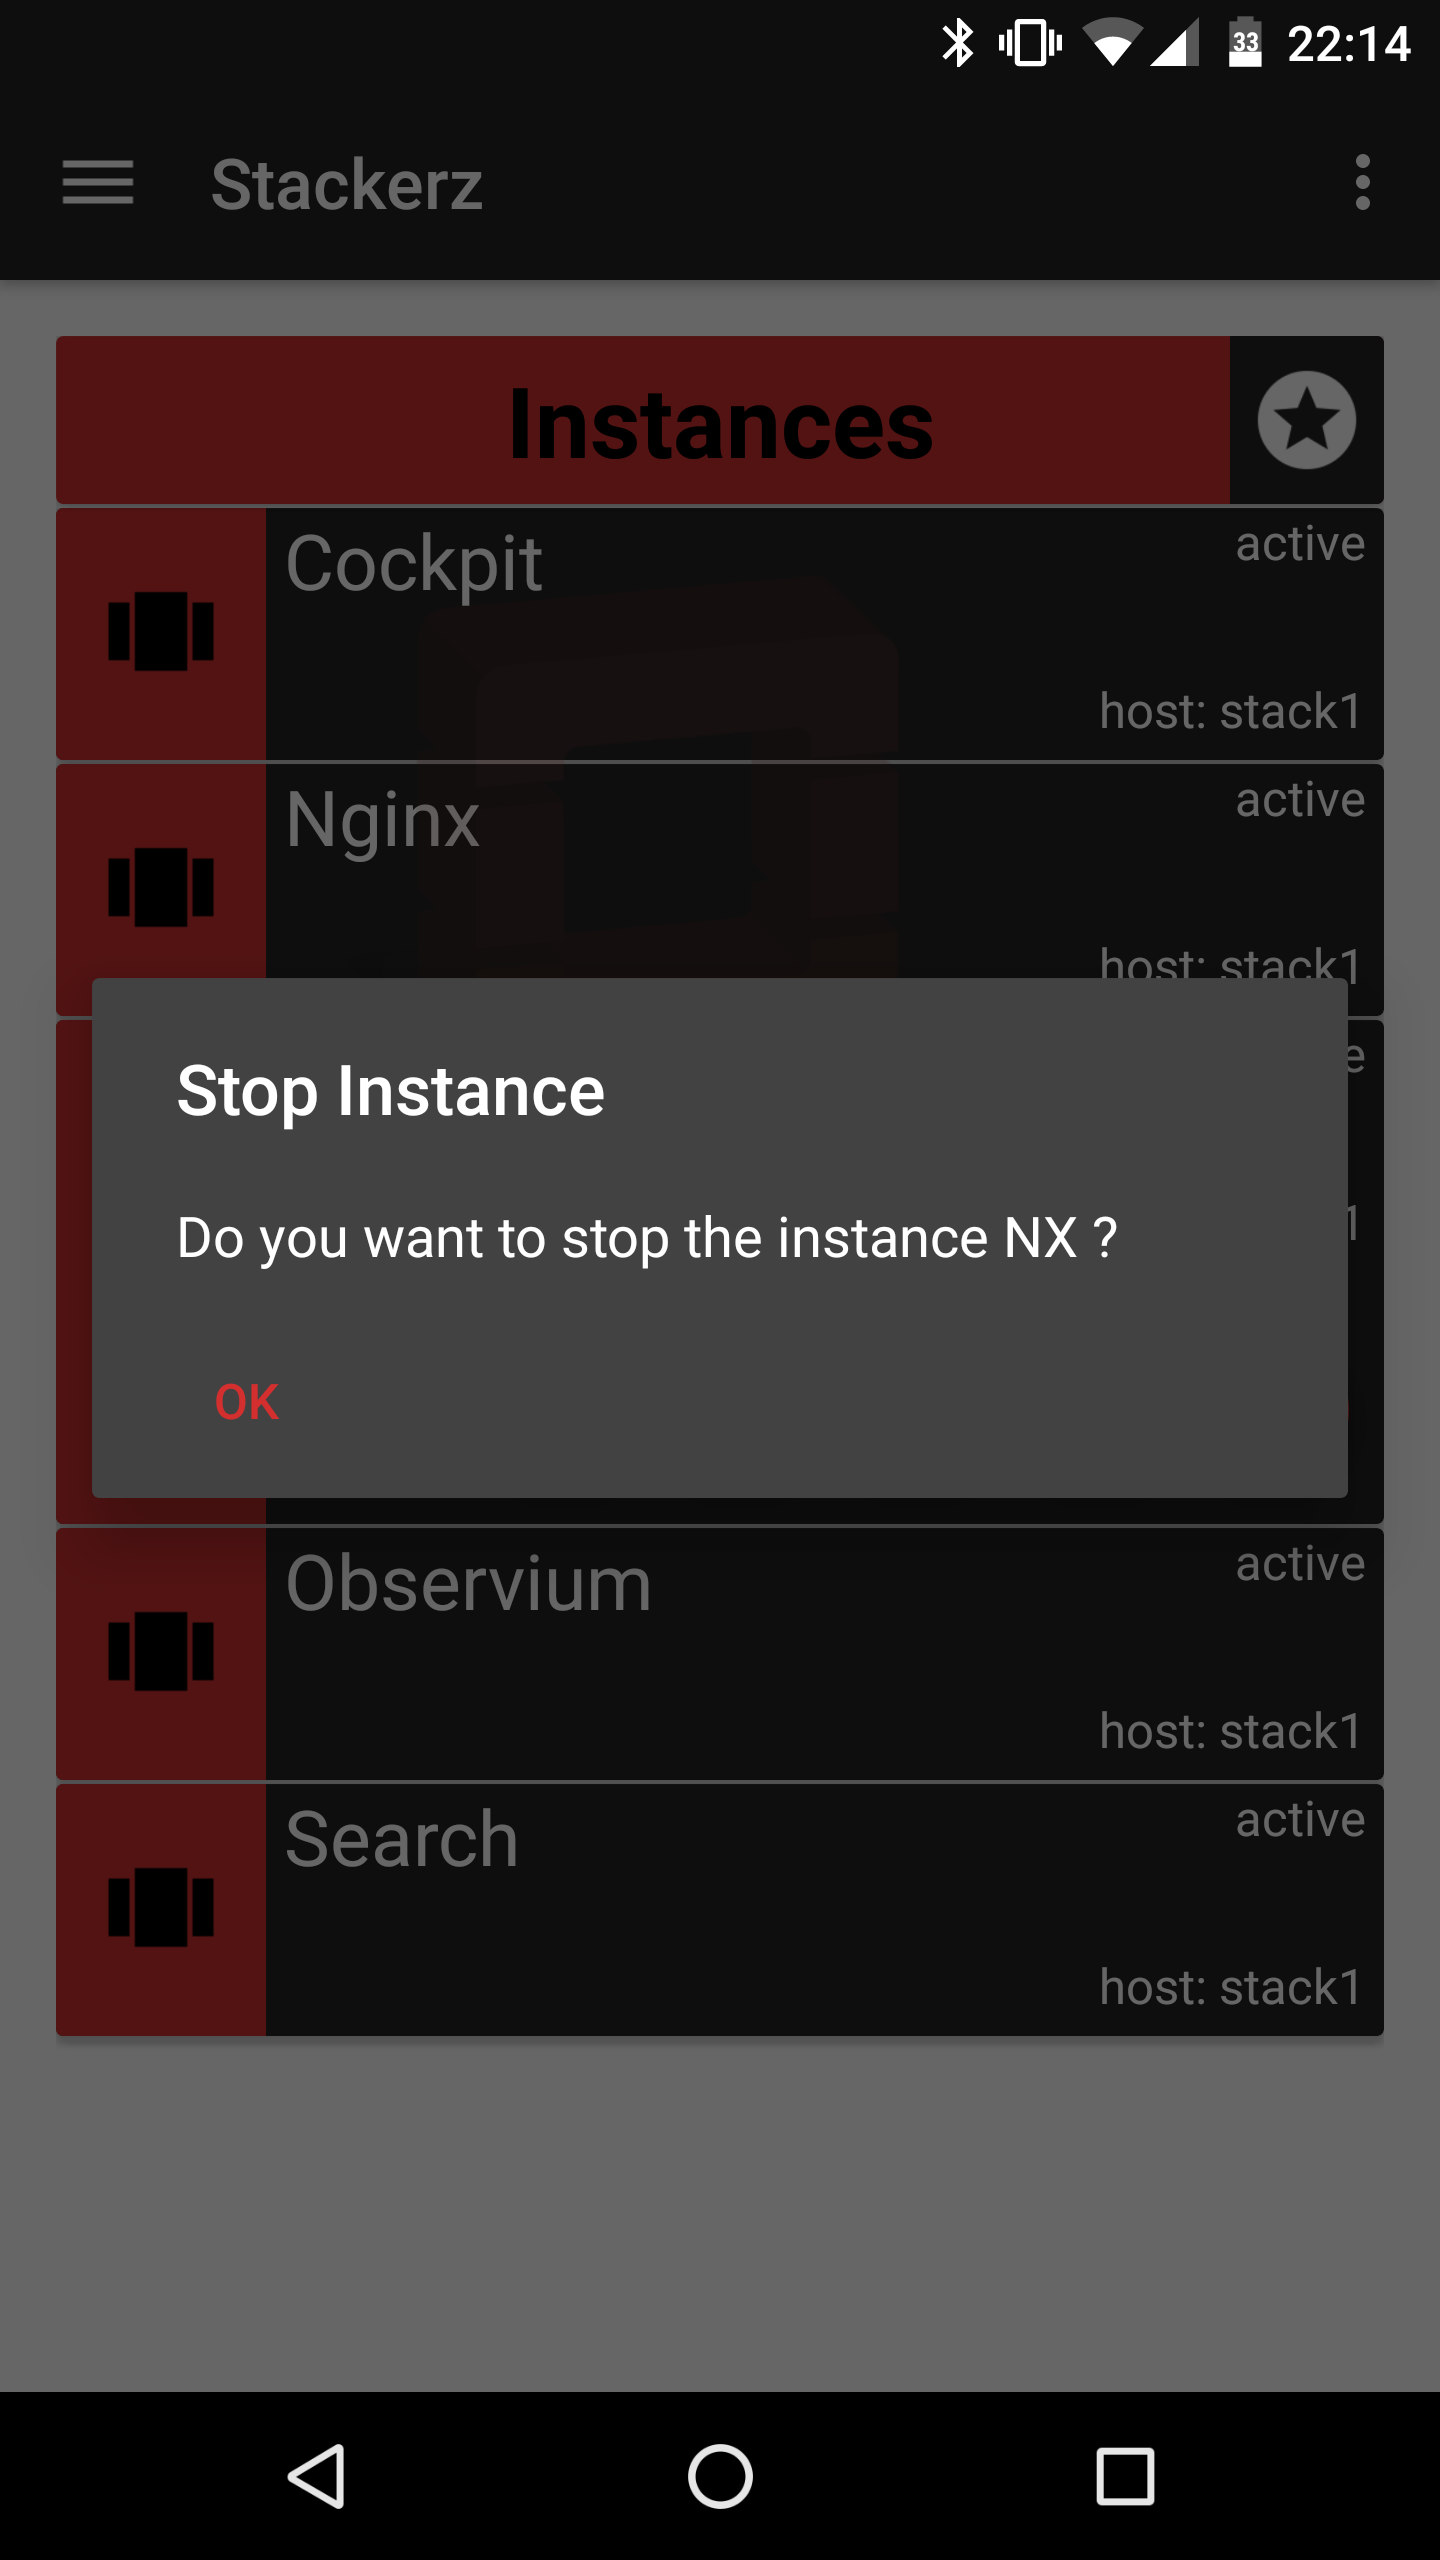 33 22:14
Stackerz
Instances
Cockpit active
host: stack1
Nginx active
host: stack1
Stop Instance
Do you want to stop the instance NX ?
OK
Observium active
host: stack1
Search active
host: stack1